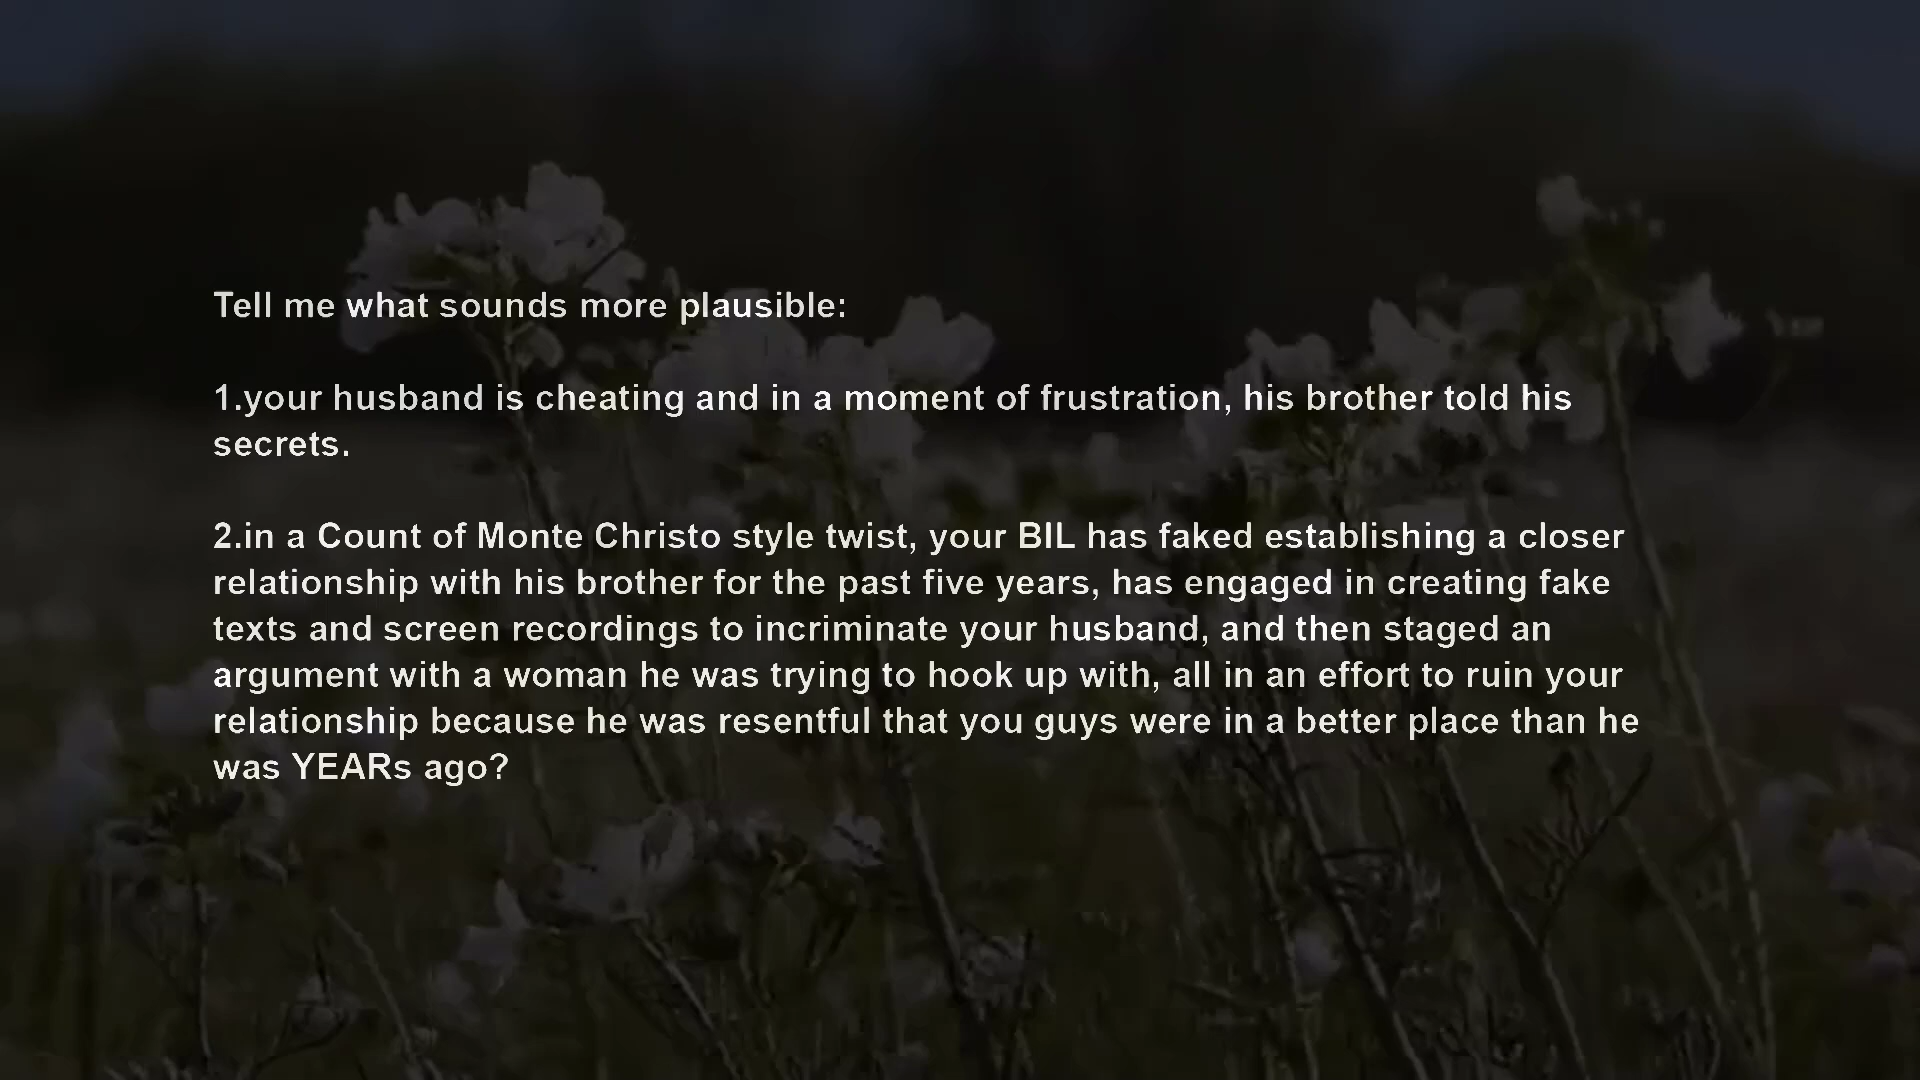 Tell me what sounds more plausible:
1.your husband is cheating and in a moment of frustration, his brother told his
secrets.
2.in a Count of Monte Christo style twist, your BIL has faked establishing a closer
relationship with his brother for the past five years, has engaged in creating fake
texts and screen recordings to incriminate your husband, and then staged an
argument with a woman he was trying to hook up with, all in an effort to ruin your
relationship because he was resentful that you guys were in a better place than he
was YEARs ago?